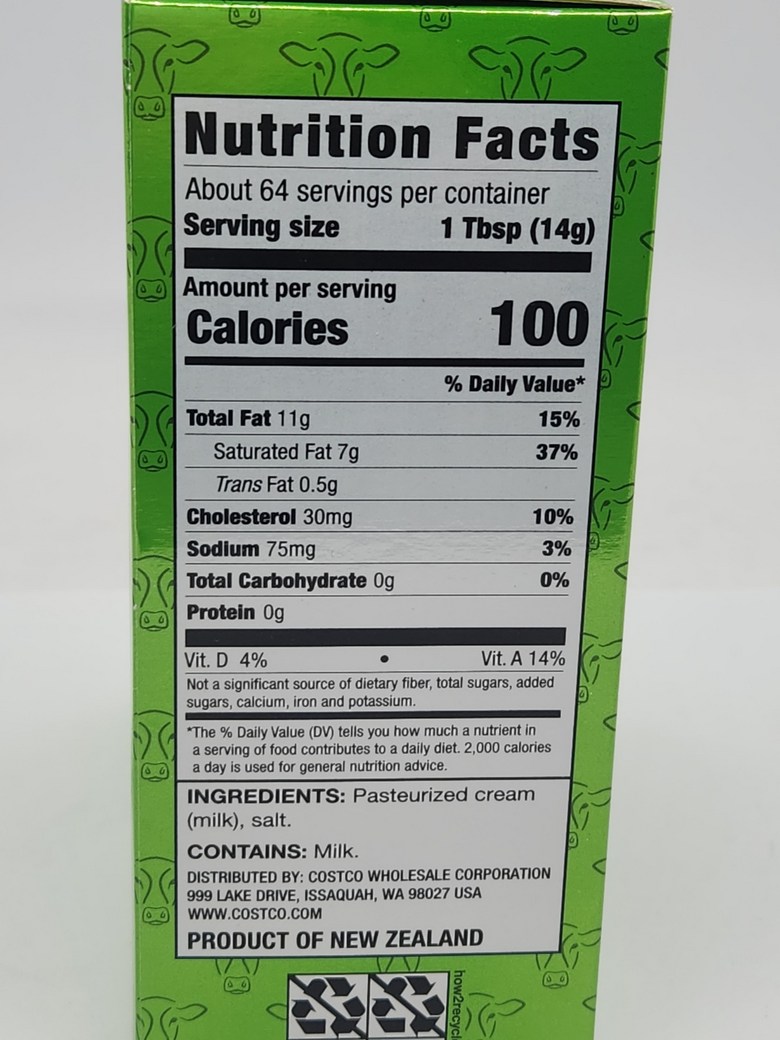 Nutrition Facts
About 64 servings per container
Serving size 1 Tbsp (14g)
Amount per serving
Calories 100
% Daily Value*
Total Fat 11g 15%
Saturated Fat 7g 37%
Trans Fat 0.5g
Cholesterol 30mg 10%
Sodium 75mg 3%
Total Carbohydrate 0g 0%
Protein 0g
Vit. D 4% • Vit. A 14%
Not a significant source of dietary fiber, total sugars, added
sugars, calcium, iron and potassium.
*The % Daily Value (DV) tells you how much a nutrient in
a serving of food contributes to a daily diet. 2,000 calories
a day is used for general nutrition advice.
INGREDIENTS: Pasteurized cream
(milk), salt.
CONTAINS: Milk.
DISTRIBUTED BY: COSTCO WHOLESALE CORPORATION
999 LAKE DRIVE, ISSAQUAH, WA 98027 USA
WWW.COSTCO.COM
PRODUCT OF NEW ZEALAND